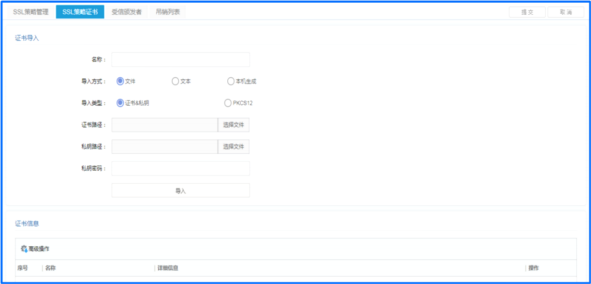 SSL策略管理 SSL策略证书 受信颁发者 吊销列表 提交 取消
证书导入
名称：
导入方式： 文件 文本 本机生成
导入类型： 证书&私钥 PKCS12
证书路径： 选择文件
私钥路径： 选择文件
私钥密码：
导入
证书信息
高级操作
序号 名称 详细信息 操作